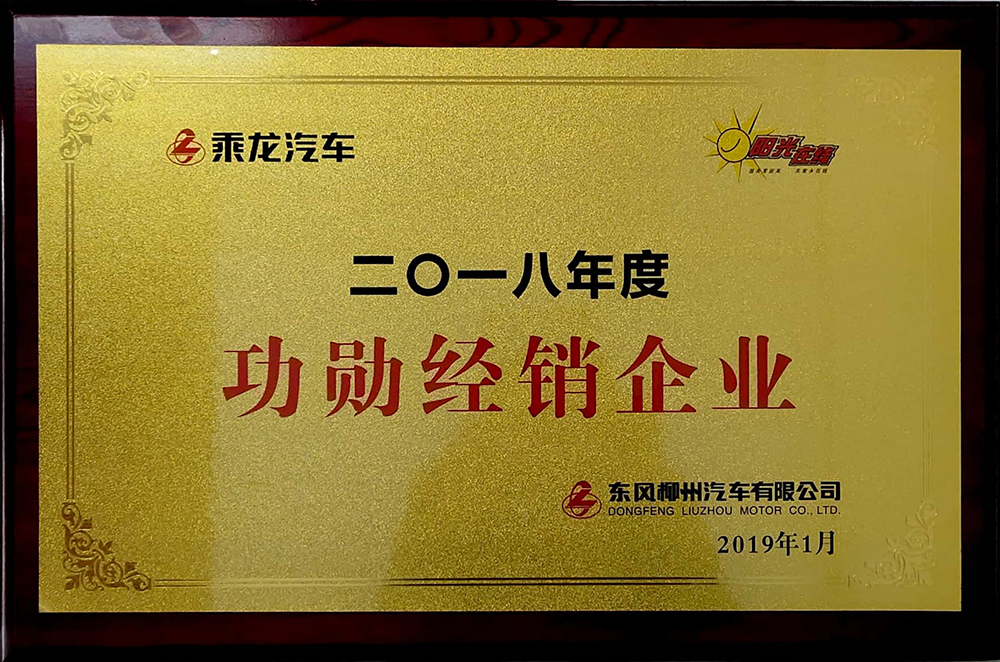 乘龙汽车
阳光在线
二〇一八年度
功勋经销企业
东风柳州汽车有限公司
DONGFENG LIUZHOU MOTOR CO., LTD.
2019年1月